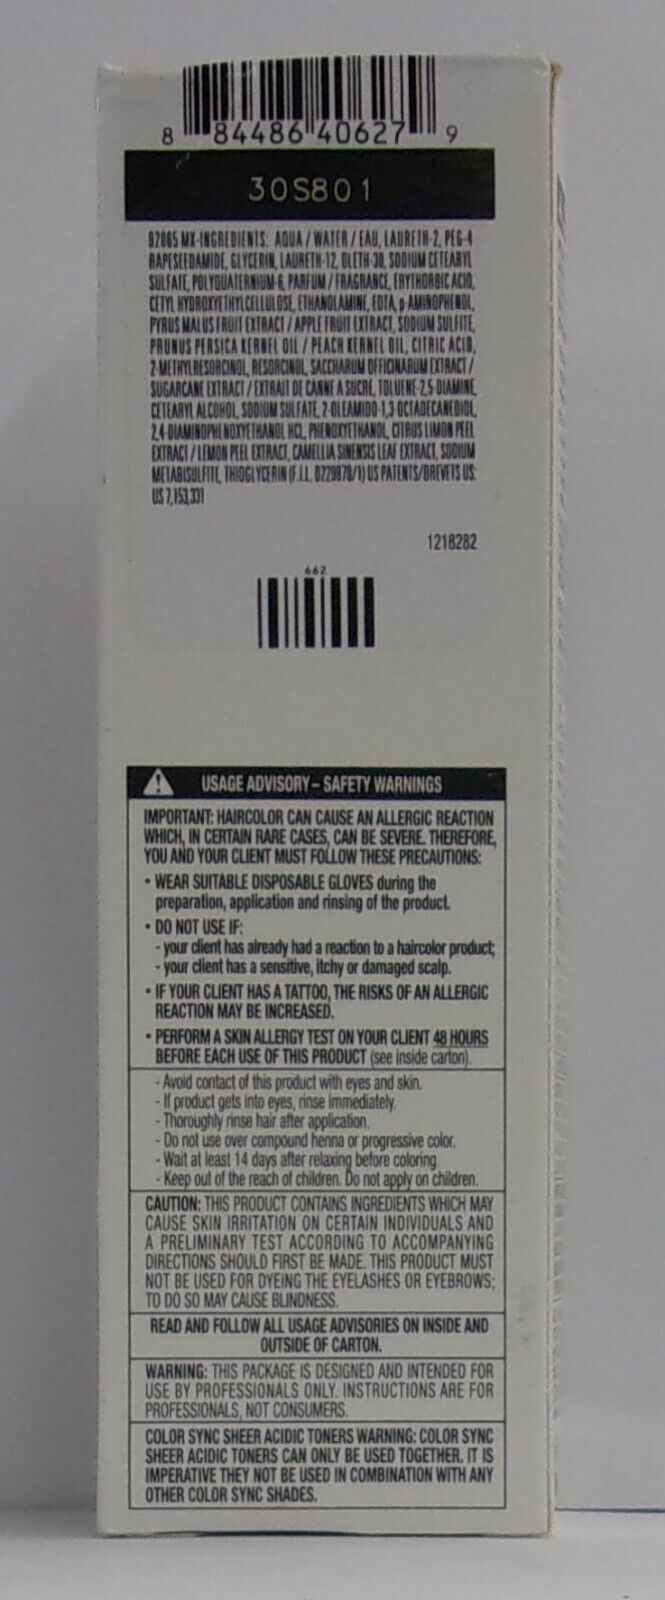 8 84486 40627 9
30S801
02005 MX-INGREDIENTS: AQUA / WATER / EAU, LAURETH-2, PEG-4
RAPESEEDAMIDE, GLYCERIN, LAURETH-12, OLETH-30, SODIUM CETEARYL
SULFATE, POLYQUATERNIUM-6, PARFUM / FRAGRANCE, ERYTHORBIC ACID,
CETYL HYDROXYETHYLCELLULOSE, ETHANOLAMINE, EDTA, p-AMINOPHENOL,
PYRUS MALUS FRUIT EXTRACT / APPLE FRUIT EXTRACT, SODIUM SULFITE,
PRUNUS PERSICA KERNEL OIL / PEACH KERNEL OIL, CITRIC ACID,
2-METHYLRESORCINOL, RESORCINOL, SACCHARUM OFFICINARUM EXTRACT /
SUGARCANE EXTRACT / EXTRAIT DE CANNE A SUCRE, TOLUENE-2,5-DIAMINE,
CETEARYL ALCOHOL, SODIUM SULFATE, 2-OLEAMIDO-1,3-OCTADECANEDIOL,
2,4-DIAMINOPHENOXYETHANOL HCL, PHENOXYETHANOL, CITRUS LIMON PEEL
EXTRACT / LEMON PEEL EXTRACT, CAMELLIA SINENSIS LEAF EXTRACT, SODIUM
METABISULFITE, THIOGLYCERIN (F.I.L. D229870/1) US PATENTS/BREVETS US:
US 7,153,331
1218282
662
USAGE ADVISORY – SAFETY WARNINGS
IMPORTANT: HAIRCOLOR CAN CAUSE AN ALLERGIC REACTION
WHICH, IN CERTAIN RARE CASES, CAN BE SEVERE. THEREFORE,
YOU AND YOUR CLIENT MUST FOLLOW THESE PRECAUTIONS:
• WEAR SUITABLE DISPOSABLE GLOVES during the
preparation, application and rinsing of the product.
• DO NOT USE IF:
- your client has already had a reaction to a haircolor product;
- your client has a sensitive, itchy or damaged scalp.
• IF YOUR CLIENT HAS A TATTOO, THE RISKS OF AN ALLERGIC
REACTION MAY BE INCREASED.
• PERFORM A SKIN ALLERGY TEST ON YOUR CLIENT 48 HOURS
BEFORE EACH USE OF THIS PRODUCT (see inside carton).
- Avoid contact of this product with eyes and skin.
- If product gets into eyes, rinse immediately.
- Thoroughly rinse hair after application.
- Do not use over compound henna or progressive color.
- Wait at least 14 days after relaxing before coloring.
- Keep out of the reach of children. Do not apply on children.
CAUTION: THIS PRODUCT CONTAINS INGREDIENTS WHICH MAY
CAUSE SKIN IRRITATION ON CERTAIN INDIVIDUALS AND
A PRELIMINARY TEST ACCORDING TO ACCOMPANYING
DIRECTIONS SHOULD FIRST BE MADE. THIS PRODUCT MUST
NOT BE USED FOR DYEING THE EYELASHES OR EYEBROWS;
TO DO SO MAY CAUSE BLINDNESS.
READ AND FOLLOW ALL USAGE ADVISORIES ON INSIDE AND
OUTSIDE OF CARTON.
WARNING: THIS PACKAGE IS DESIGNED AND INTENDED FOR
USE BY PROFESSIONALS ONLY. INSTRUCTIONS ARE FOR
PROFESSIONALS, NOT CONSUMERS.
COLOR SYNC SHEER ACIDIC TONERS WARNING: COLOR SYNC
SHEER ACIDIC TONERS CAN ONLY BE USED TOGETHER. IT IS
IMPERATIVE THEY NOT BE USED IN COMBINATION WITH ANY
OTHER COLOR SYNC SHADES.